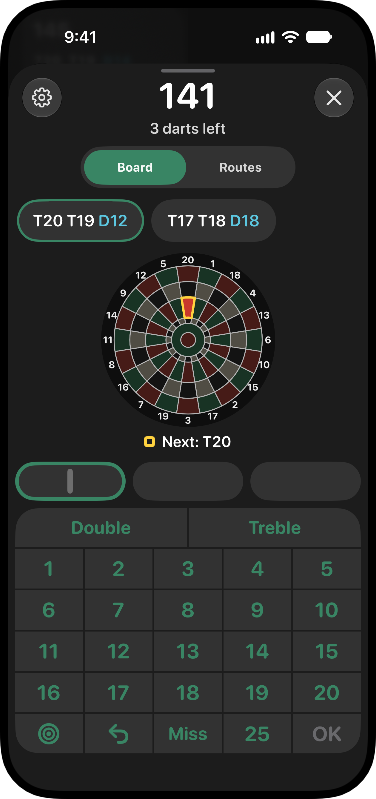 9:41
141
3 darts left
Board Routes
T20 T19 D12 T17 T18 D18
20
5 1
12 18
9 4
14 13
11 6
8 10
16 15
7 2
19 17
3
Next: T20
Double Treble
1 2 3 4 5
6 7 8 9 10
11 12 13 14 15
16 17 18 19 20
Miss 25 OK